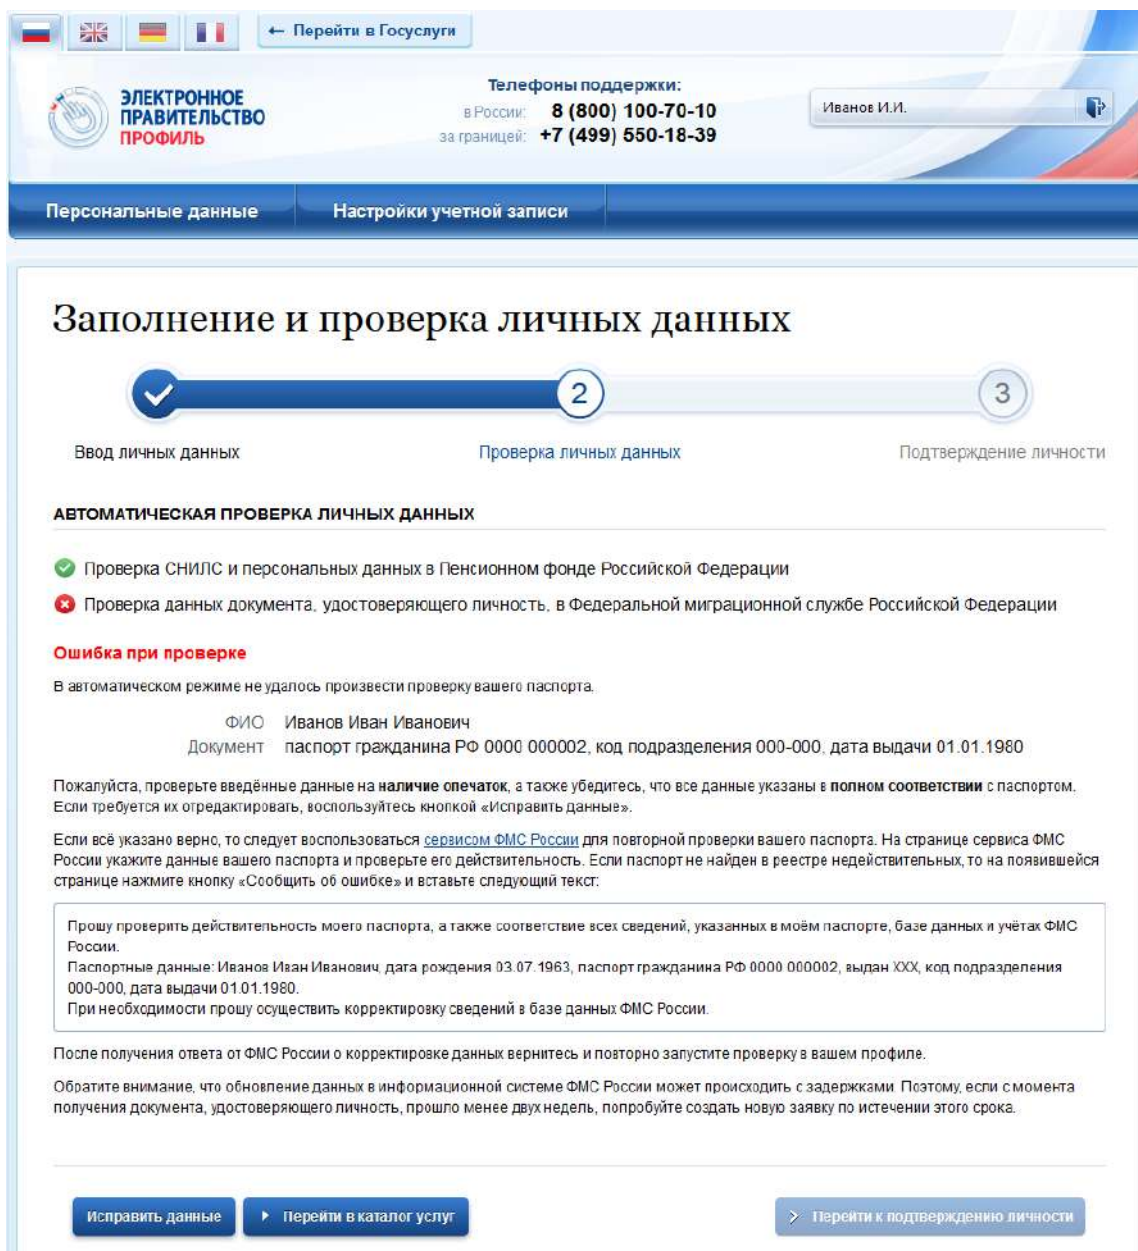 ← Перейти в Госуслуги
ЭЛЕКТРОННОЕ
ПРАВИТЕЛЬСТВО
ПРОФИЛЬ
Телефоны поддержки:
в России: 8 (800) 100-70-10
за границей: +7 (499) 550-18-39
Иванов И.И.
Персональные данные Настройки учетной записи
Заполнение и проверка личных данных
2 3
Ввод личных данных Проверка личных данных Подтверждение личности
АВТОМАТИЧЕСКАЯ ПРОВЕРКА ЛИЧНЫХ ДАННЫХ
Проверка СНИЛС и персональных данных в Пенсионном фонде Российской Федерации
Проверка данных документа, удостоверяющего личность, в Федеральной миграционной службе Российской Федерации
Ошибка при проверке
В автоматическом режиме не удалось произвести проверку вашего паспорта.
ФИО Иванов Иван Иванович
Документ паспорт гражданина РФ 0000 000002, код подразделения 000-000, дата выдачи 01.01.1980
Пожалуйста, проверьте введённые данные на наличие опечаток, а также убедитесь, что все данные указаны в полном соответствии с паспортом.
Если требуется их отредактировать, воспользуйтесь кнопкой «Исправить данные».
Если всё указано верно, то следует воспользоваться сервисом ФМС России для повторной проверки вашего паспорта. На странице сервиса ФМС
России укажите данные вашего паспорта и проверьте его действительность. Если паспорт не найден в реестре недействительных, то на появившейся
странице нажмите кнопку «Сообщить об ошибке» и вставьте следующий текст:
Прошу проверить действительность моего паспорта, а также соответствие всех сведений, указанных в моём паспорте, базе данных и учётах ФМС
России.
Паспортные данные: Иванов Иван Иванович, дата рождения 03.07.1963, паспорт гражданина РФ 0000 000002, выдан XXX, код подразделения
000-000, дата выдачи 01.01.1980.
При необходимости прошу осуществить корректировку сведений в базе данных ФМС России.
После получения ответа от ФМС России о корректировке данных вернитесь и повторно запустите проверку в вашем профиле.
Обратите внимание, что обновление данных в информационной системе ФМС России может происходить с задержками. Поэтому, если с момента
получения документа, удостоверяющего личность, прошло менее двух недель, попробуйте создать новую заявку по истечении этого срока.
Исправить данные Перейти в каталог услуг Перейти к подтверждению личности